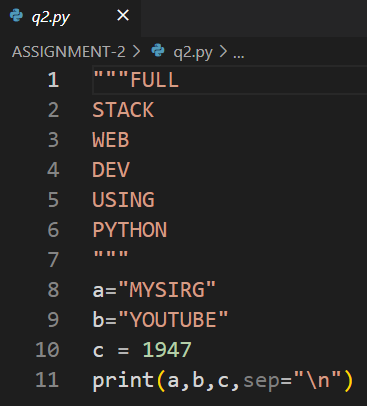 q2.py ×
ASSIGNMENT-2 > q2.py > ...
1 """FULL
2 STACK
3 WEB
4 DEV
5 USING
6 PYTHON
7 """
8 a="MYSIRG"
9 b="YOUTUBE"
10 c = 1947
11 print(a,b,c,sep="\n")